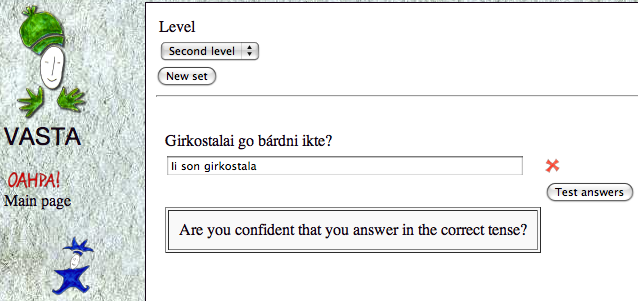 Level
Second level
New set
Girkostalai go bárdni ikte?
Ii son girkostala
Test answers
Are you confident that you answer in the correct tense?
VASTA
OAHPA!
Main page